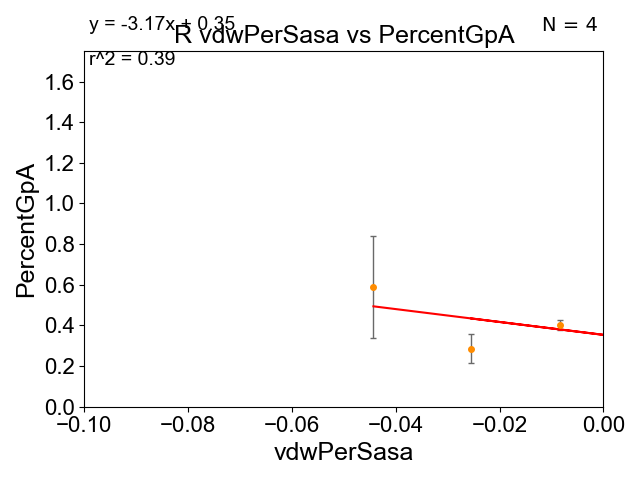 y = -3.17x + 0.35
N = 4
R vdwPerSasa vs PercentGpA
r^2 = 0.39
PercentGpA
1.6
1.4
1.2
1.0
0.8
0.6
0.4
0.2
0.0
−0.10
−0.08
−0.06
−0.04
−0.02
0.00
vdwPerSasa